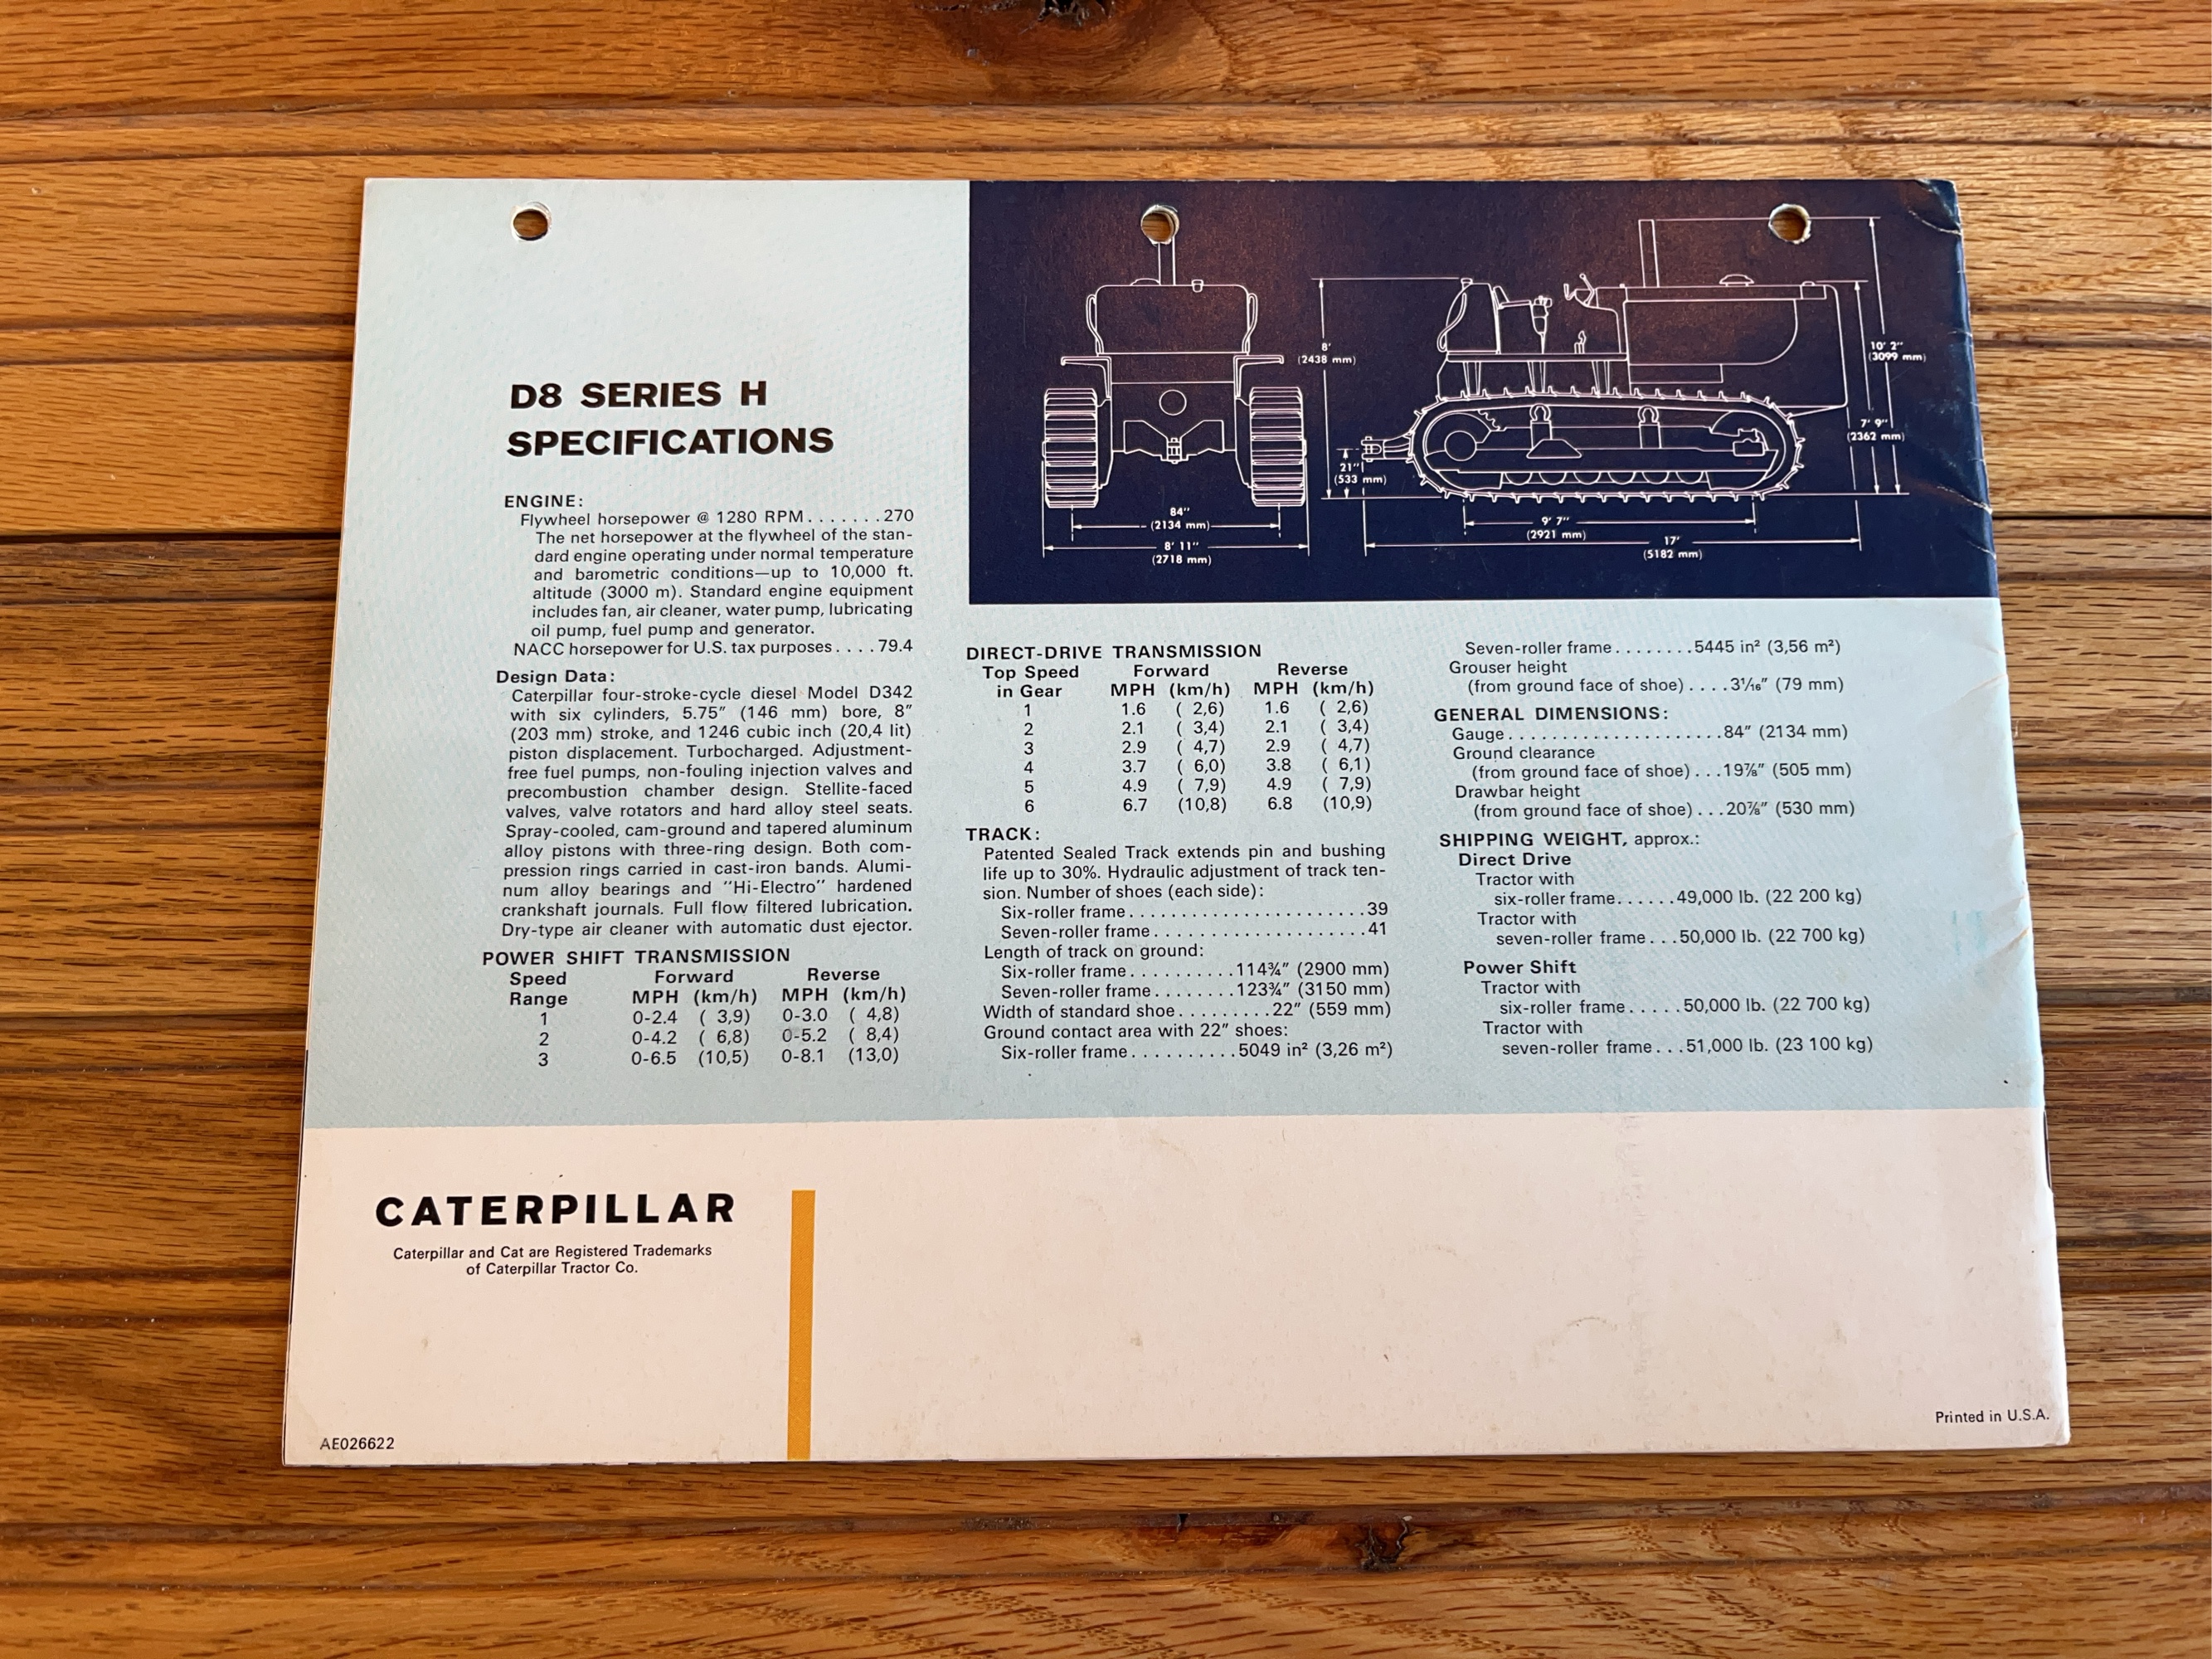 D8 SERIES H
SPECIFICATIONS
ENGINE:
Flywheel horsepower @ 1280 RPM.......270
The net horsepower at the flywheel of the stan-
dard engine operating under normal temperature
and barometric conditions—up to 10,000 ft.
altitude (3000 m). Standard engine equipment
includes fan, air cleaner, water pump, lubricating
oil pump, fuel pump and generator.
NACC horsepower for U.S. tax purposes....79.4
Design Data:
Caterpillar four-stroke-cycle diesel Model D342
with six cylinders, 5.75″ (146 mm) bore, 8″
(203 mm) stroke, and 1246 cubic inch (20,4 lit)
piston displacement. Turbocharged. Adjustment-
free fuel pumps, non-fouling injection valves and
precombustion chamber design. Stellite-faced
valves, valve rotators and hard alloy steel seats.
Spray-cooled, cam-ground and tapered aluminum
alloy pistons with three-ring design. Both com-
pression rings carried in cast-iron bands. Alumi-
num alloy bearings and "Hi-Electro" hardened
crankshaft journals. Full flow filtered lubrication.
Dry-type air cleaner with automatic dust ejector.
POWER SHIFT TRANSMISSION
Speed Forward Reverse
Range MPH (km/h) MPH (km/h)
1 0-2.4 ( 3,9) 0-3.0 ( 4,8)
2 0-4.2 ( 6,8) 0-5.2 ( 8,4)
3 0-6.5 (10,5) 0-8.1 (13,0)
8′
(2438 mm)
10′ 2″
(3099 mm)
7′ 9″
(2362 mm)
21″
(533 mm)
84″
(2134 mm)
8′ 11″
(2718 mm)
9′ 7″
(2921 mm)
17′
(5182 mm)
DIRECT-DRIVE TRANSMISSION
Top Speed Forward Reverse
in Gear MPH (km/h) MPH (km/h)
1 1.6 ( 2,6) 1.6 ( 2,6)
2 2.1 ( 3,4) 2.1 ( 3,4)
3 2.9 ( 4,7) 2.9 ( 4,7)
4 3.7 ( 6,0) 3.8 ( 6,1)
5 4.9 ( 7,9) 4.9 ( 7,9)
6 6.7 (10,8) 6.8 (10,9)
TRACK:
Patented Sealed Track extends pin and bushing
life up to 30%. Hydraulic adjustment of track ten-
sion. Number of shoes (each side):
Six-roller frame.......................39
Seven-roller frame.....................41
Length of track on ground:
Six-roller frame..........114¾″ (2900 mm)
Seven-roller frame........123¾″ (3150 mm)
Width of standard shoe.........22″ (559 mm)
Ground contact area with 22″ shoes:
Six-roller frame..........5049 in² (3,26 m²)
Seven-roller frame........5445 in² (3,56 m²)
Grouser height
(from ground face of shoe)....3¹⁄₁₆″ (79 mm)
GENERAL DIMENSIONS:
Gauge.....................84″ (2134 mm)
Ground clearance
(from ground face of shoe)...19⅞″ (505 mm)
Drawbar height
(from ground face of shoe)...20⅞″ (530 mm)
SHIPPING WEIGHT, approx.:
Direct Drive
Tractor with
six-roller frame......49,000 lb. (22 200 kg)
Tractor with
seven-roller frame...50,000 lb. (22 700 kg)
Power Shift
Tractor with
six-roller frame.....50,000 lb. (22 700 kg)
Tractor with
seven-roller frame...51,000 lb. (23 100 kg)
CATERPILLAR
Caterpillar and Cat are Registered Trademarks
of Caterpillar Tractor Co.
AE026622
Printed in U.S.A.